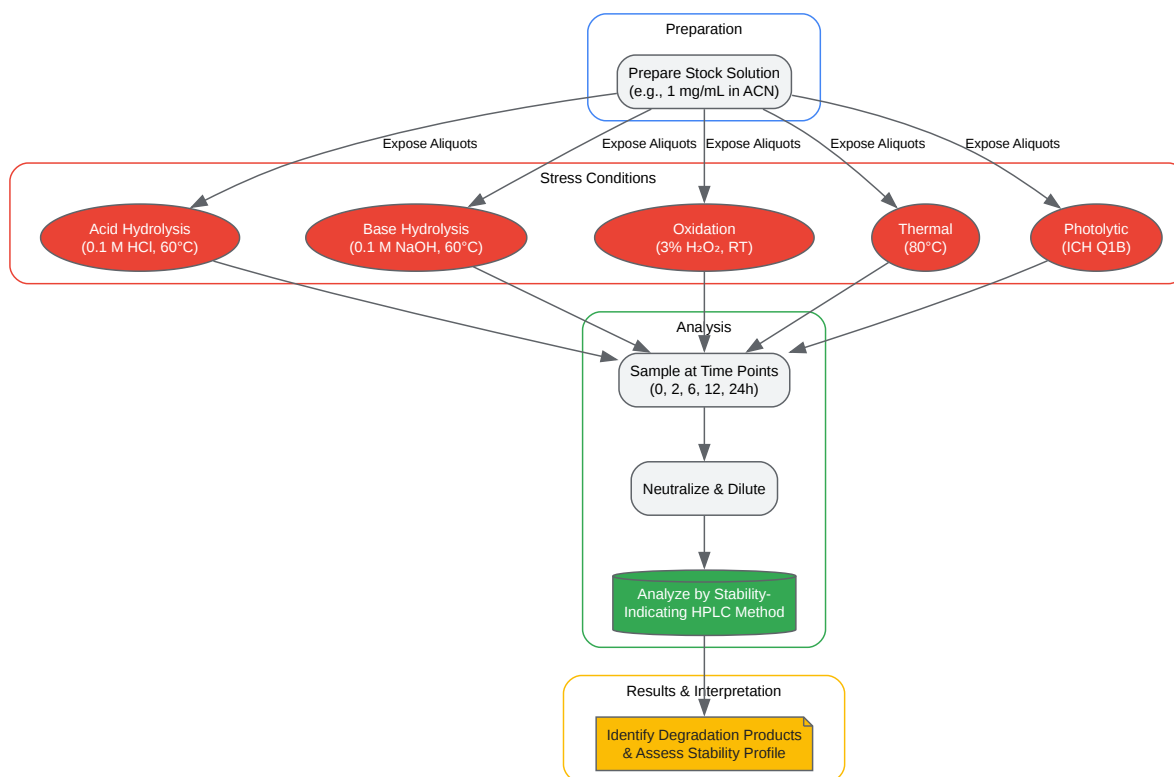 Preparation
Prepare Stock Solution
(e.g., 1 mg/mL in ACN)
Expose Aliquots
Expose Aliquots
Expose Aliquots
Expose Aliquots
Expose Aliquots
Stress Conditions
Acid Hydrolysis
(0.1 M HCl, 60°C)
Base Hydrolysis
(0.1 M NaOH, 60°C)
Oxidation
(3% H₂O₂, RT)
Thermal
(80°C)
Photolytic
(ICH Q1B)
Analysis
Sample at Time Points
(0, 2, 6, 12, 24h)
Neutralize & Dilute
Analyze by Stability-
Indicating HPLC Method
Results & Interpretation
Identify Degradation Products
& Assess Stability Profile